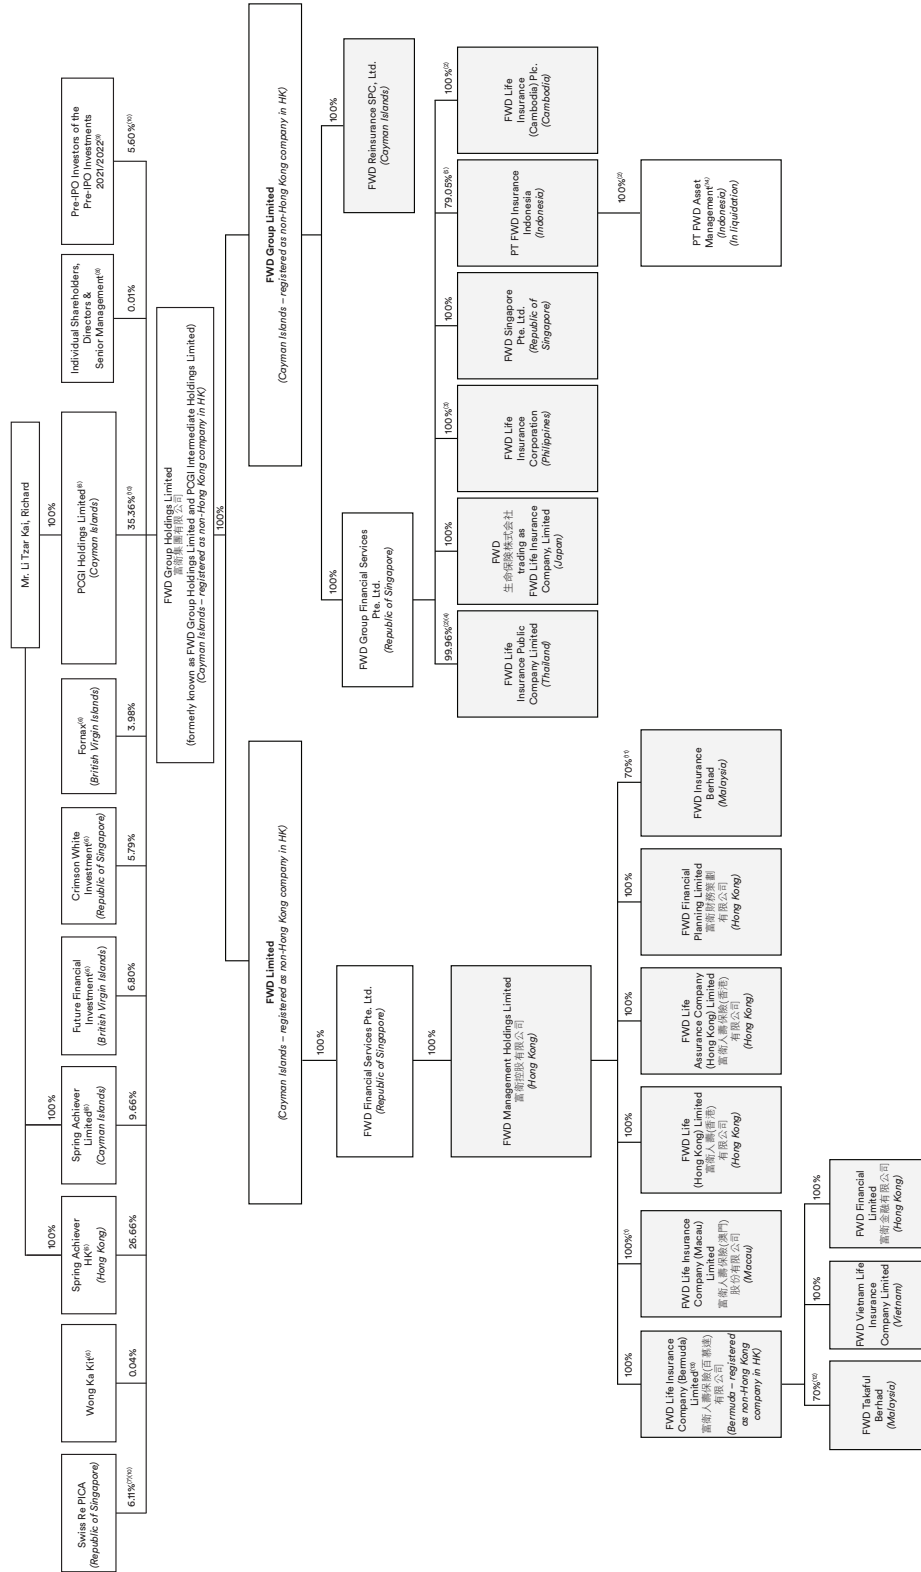 Mr. Li Tzar Kai, Richard
100%
100%
100%
Swiss Re PICA
(Republic of Singapore)
6.11%(7)(10)
Wong Ka Kit(6)
0.04%
Spring Achiever
HK(6)
(Hong Kong)
26.66%
Spring Achiever
Limited(6)
(Cayman Islands)
9.66%
Future Financial
Investment(6)
(British Virgin Islands)
6.80%
Crimson White
Investment(6)
(Republic of Singapore)
5.79%
Fornax(6)
(British Virgin Islands)
3.98%
PCGI Holdings Limited(6)
(Cayman Islands)
35.36%(10)
Individual Shareholders,
Directors &
Senior Management(8)
0.01%
Pre-IPO Investors of the
Pre-IPO Investments
2021/2022(9)
5.60%(10)
FWD Group Holdings Limited
富衛集團有限公司
(formerly known as FWD Group Holdings Limited and PCGI Intermediate Holdings Limited)
(Cayman Islands – registered as non-Hong Kong company in HK)
100%
FWD Limited
(Cayman Islands – registered as non-Hong Kong company in HK)
FWD Group Limited
(Cayman Islands – registered as non-Hong Kong company in HK)
100%
100%
100%
FWD Financial Services Pte. Ltd.
(Republic of Singapore)
FWD Group Financial Services
Pte. Ltd.
(Republic of Singapore)
FWD Reinsurance SPC, Ltd.
(Cayman Islands)
100%
FWD Management Holdings Limited
富衛控股有限公司
(Hong Kong)
99.96%(2)(4)
FWD Life
Insurance Public
Company Limited
(Thailand)
100%
FWD
生命保険株式会社
trading as
FWD Life Insurance
Company, Limited
(Japan)
100%(3)
FWD Life
Insurance
Corporation
(Philippines)
100%
FWD Singapore
Pte. Ltd.
(Republic of
Singapore)
79.05%(5)
PT FWD Insurance
Indonesia
(Indonesia)
100%(2)
FWD Life
Insurance
(Cambodia) Plc.
(Cambodia)
100%(2)
PT FWD Asset
Management(14)
(Indonesia)
(In liquidation)
100%
FWD Life Insurance
Company (Bermuda)
Limited(13)
富衛人壽保險(百慕達)
有限公司
(Bermuda – registered
as non-Hong Kong
company in HK)
100%(1)
FWD Life Insurance
Company (Macau)
Limited
富衛人壽保險(澳門)
股份有限公司
(Macau)
100%
FWD Life
(Hong Kong) Limited
富衛人壽(香港)
有限公司
(Hong Kong)
100%
FWD Life
Assurance Company
(Hong Kong) Limited
富衛人壽保險(香港)
有限公司
(Hong Kong)
100%
FWD Financial
Planning Limited
富衛財務策劃
有限公司
(Hong Kong)
70%(11)
FWD Insurance
Berhad
(Malaysia)
70%(12)
FWD Takaful
Berhad
(Malaysia)
100%
FWD Vietnam Life
Insurance
Company Limited
(Vietnam)
100%
FWD Financial
Limited
富衛金融有限公司
(Hong Kong)